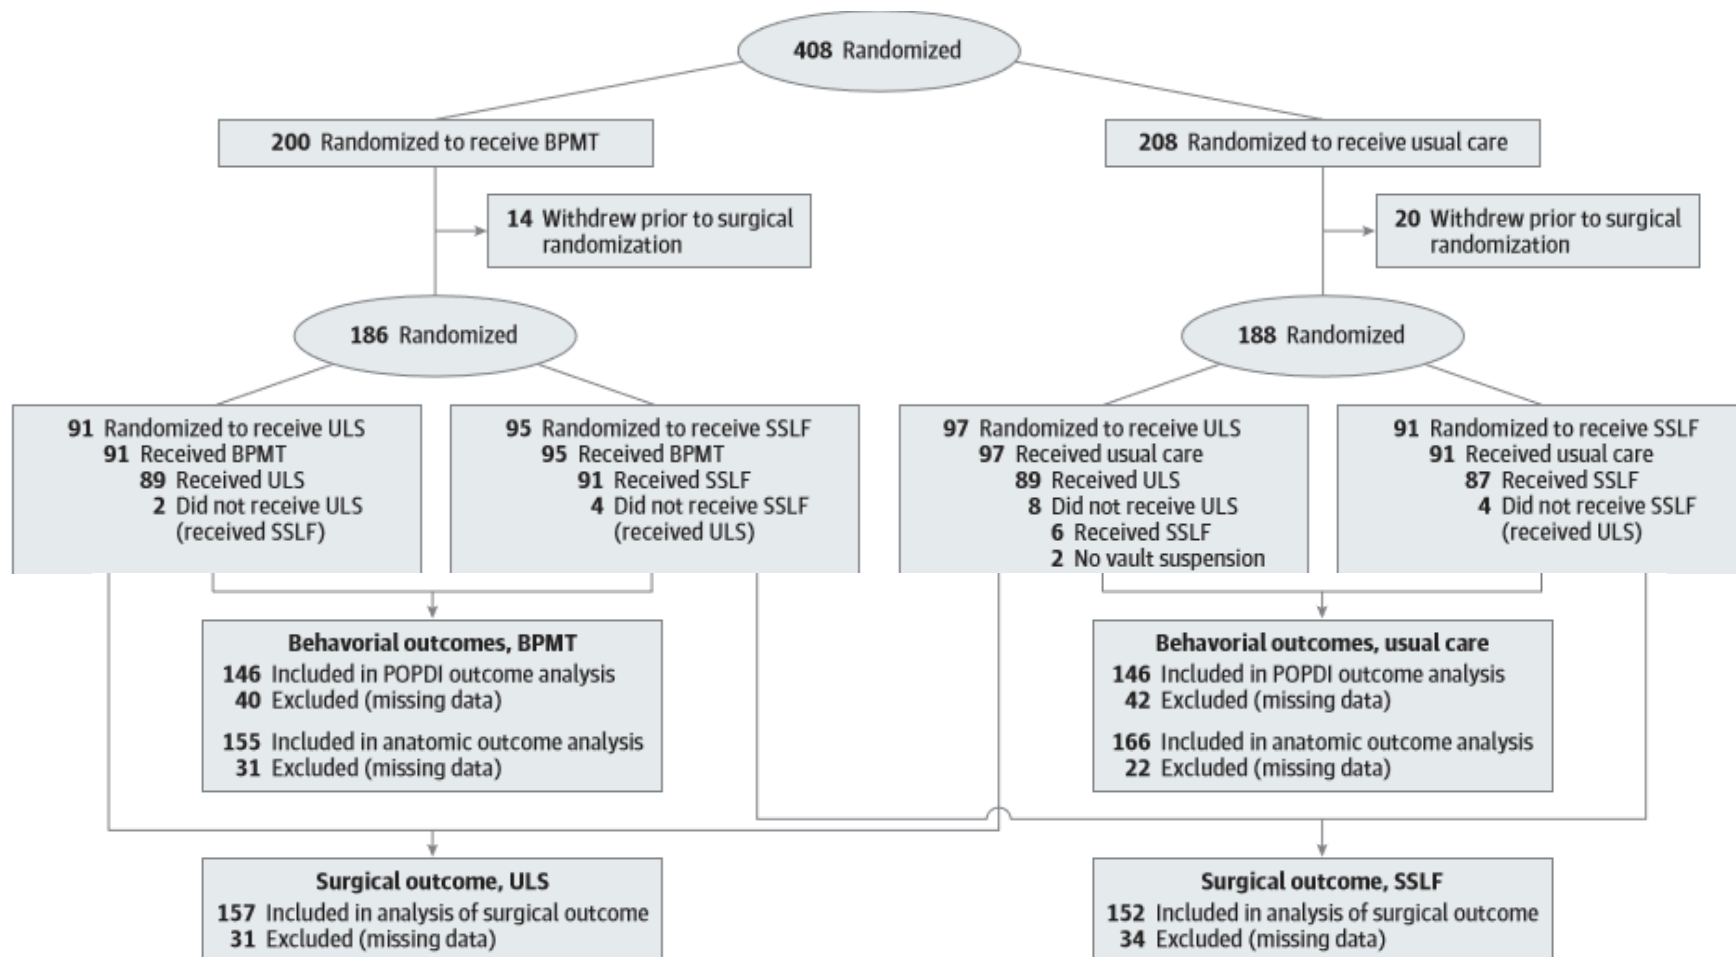 408 Randomized
200 Randomized to receive BPMT
208 Randomized to receive usual care
14 Withdrew prior to surgical
randomization
20 Withdrew prior to surgical
randomization
186 Randomized
188 Randomized
91 Randomized to receive ULS
91 Received BPMT
89 Received ULS
2 Did not receive ULS
(received SSLF)
95 Randomized to receive SSLF
95 Received BPMT
91 Received SSLF
4 Did not receive SSLF
(received ULS)
97 Randomized to receive ULS
97 Received usual care
89 Received ULS
8 Did not receive ULS
6 Received SSLF
2 No vault suspension
91 Randomized to receive SSLF
91 Received usual care
87 Received SSLF
4 Did not receive SSLF
(received ULS)
Behavorial outcomes, BPMT
146 Included in POPDI outcome analysis
40 Excluded (missing data)
155 Included in anatomic outcome analysis
31 Excluded (missing data)
Behavorial outcomes, usual care
146 Included in POPDI outcome analysis
42 Excluded (missing data)
166 Included in anatomic outcome analysis
22 Excluded (missing data)
Surgical outcome, ULS
157 Included in analysis of surgical outcome
31 Excluded (missing data)
Surgical outcome, SSLF
152 Included in analysis of surgical outcome
34 Excluded (missing data)